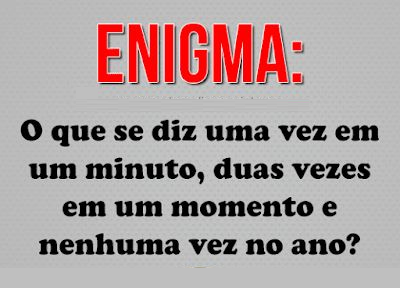 ENIGMA:
O que se diz uma vez em
um minuto, duas vezes
em um momento e
nenhuma vez no ano?